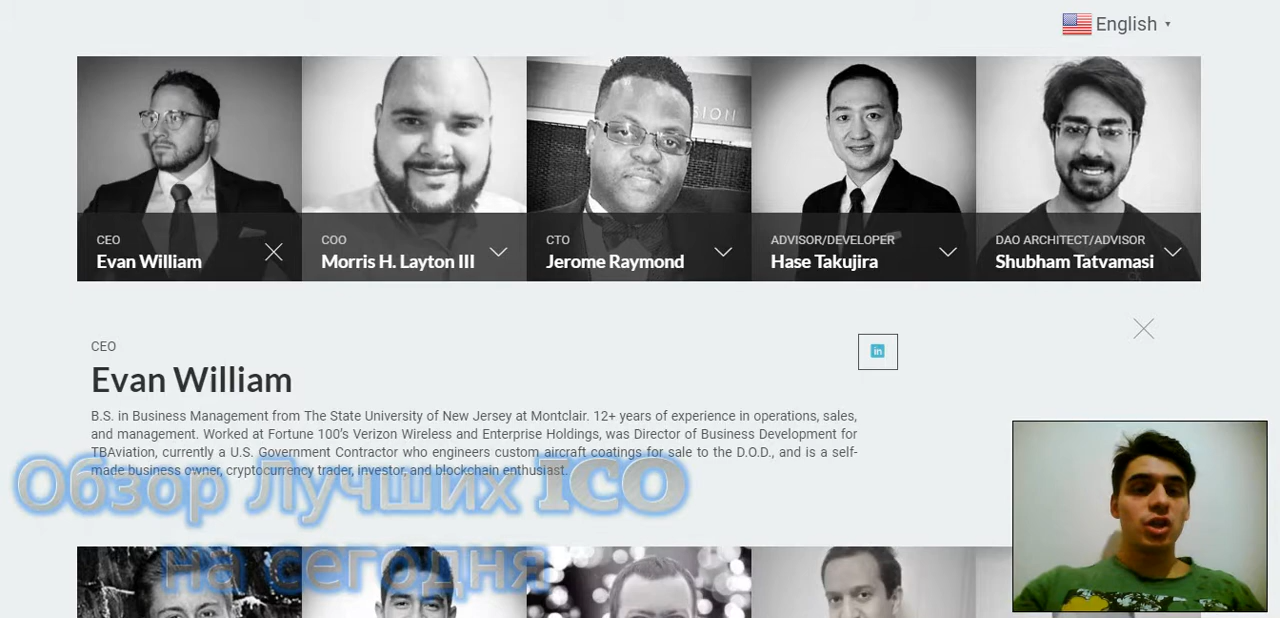 English
SION
CEO
Evan William
COO
Morris H. Layton III
CTO
Jerome Raymond
ADVISOR/DEVELOPER
Hase Takujira
DAO ARCHITECT/ADVISOR
Shubham Tatvamasi
CEO
in
Evan William
B.S. in Business Management from The State University of New Jersey at Montclair. 12+ years of experience in operations, sales,
and management. Worked at Fortune 100's Verizon Wireless and Enterprise Holdings, was Director of Business Development for
TBAviation, currently a U.S. Government Contractor who engineers custom aircraft coatings for sale to the D.O.D., and is a self-
made business owner, cryptocurrency trader, investor, and blockchain enthusiast.
Обзор Лучших ICO
на сегодня